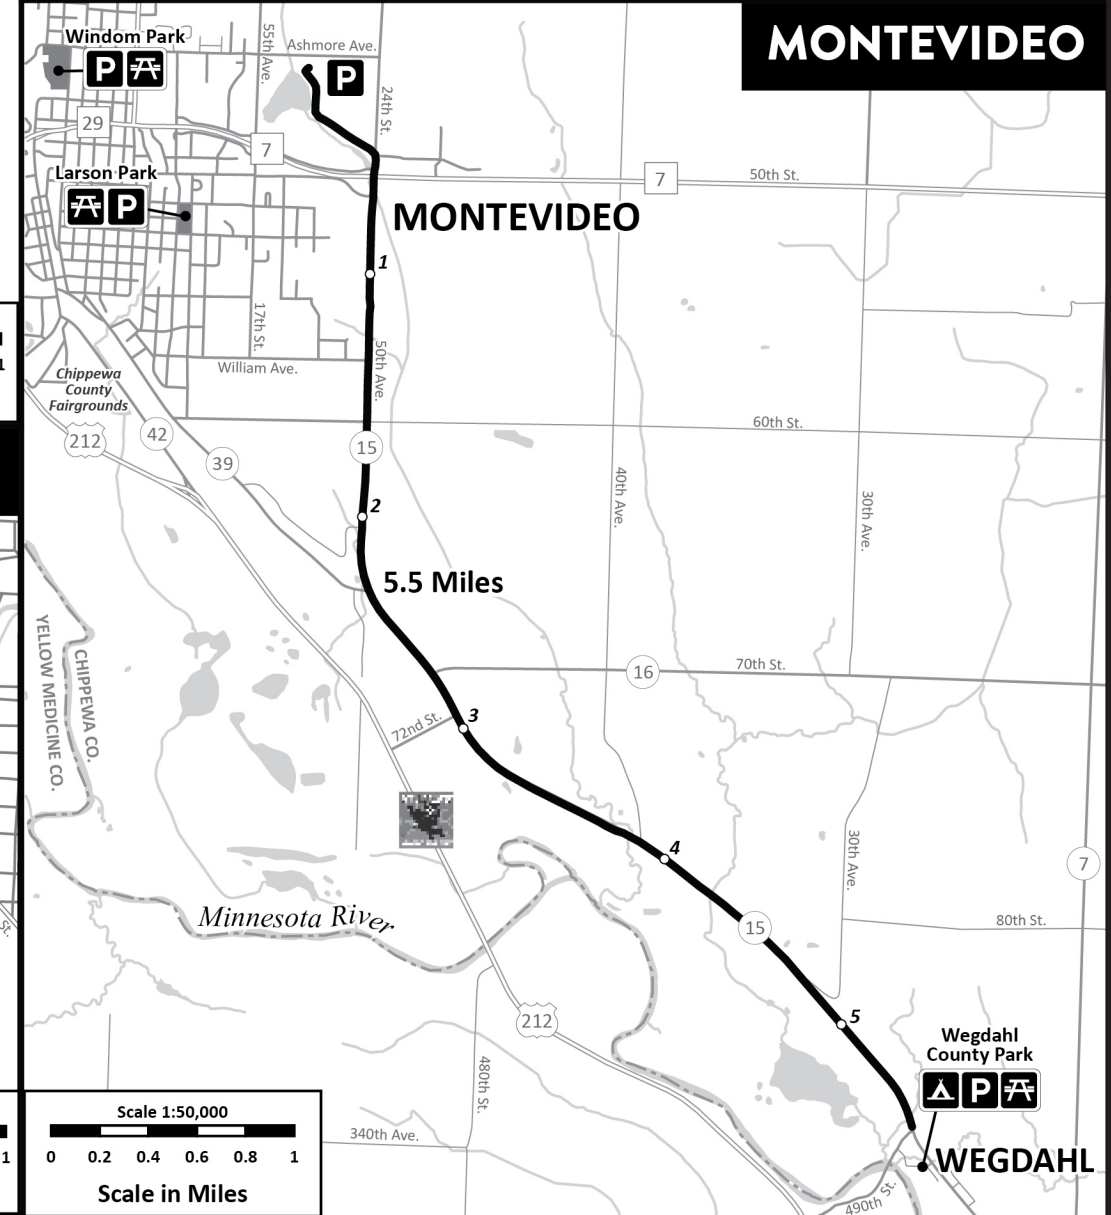 MONTEVIDEO
Windom Park
P
55th Ave.
Ashmore Ave.
P
24th St.
29
7
Larson Park
P
7
50th St.
MONTEVIDEO
1
17th St.
50th Ave.
William Ave.
Chippewa
County
Fairgrounds
212
42
39
15
60th St.
2
40th Ave.
30th Ave.
5.5 Miles
YELLOW MEDICINE CO.
CHIPPEWA CO.
16
70th St.
72nd St.
3
4
30th Ave.
7
Minnesota River
15
80th St.
St.
212
5
Wegdahl
County Park
P
480th St.
340th Ave.
WEGDAHL
490th St.
Scale 1:50,000
0 0.2 0.4 0.6 0.8 1
Scale in Miles
1